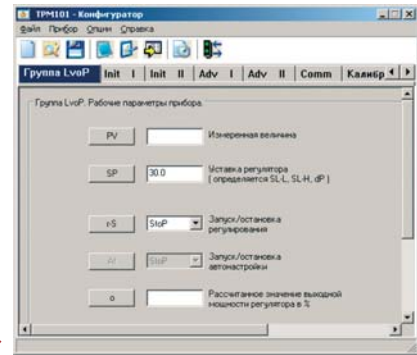 ТРМ101 - Конфигуратор
Файл Прибор Опции Справка
Группа LvoP Init I Init II Adv I Adv II Comm Калибр
Группа LvoP. Рабочие параметры прибора.
PV Измеренная величина
SP 30.0 Уставка регулятора
( определяется SL-L, SL-H, dP )
r-S StoP Запуск/остановка
регулирования
At StoP Запуск/остановка
автонастройки
o Рассчитанное значение выходной
мощности регулятора в %